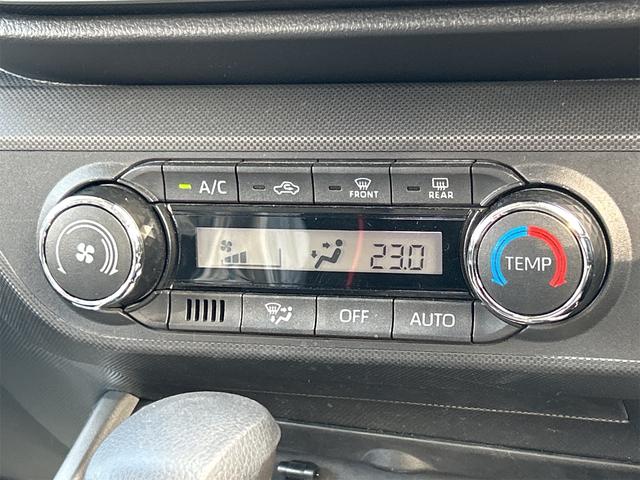 A/C
FRONT
REAR
23.0
TEMP
OFF
AUTO